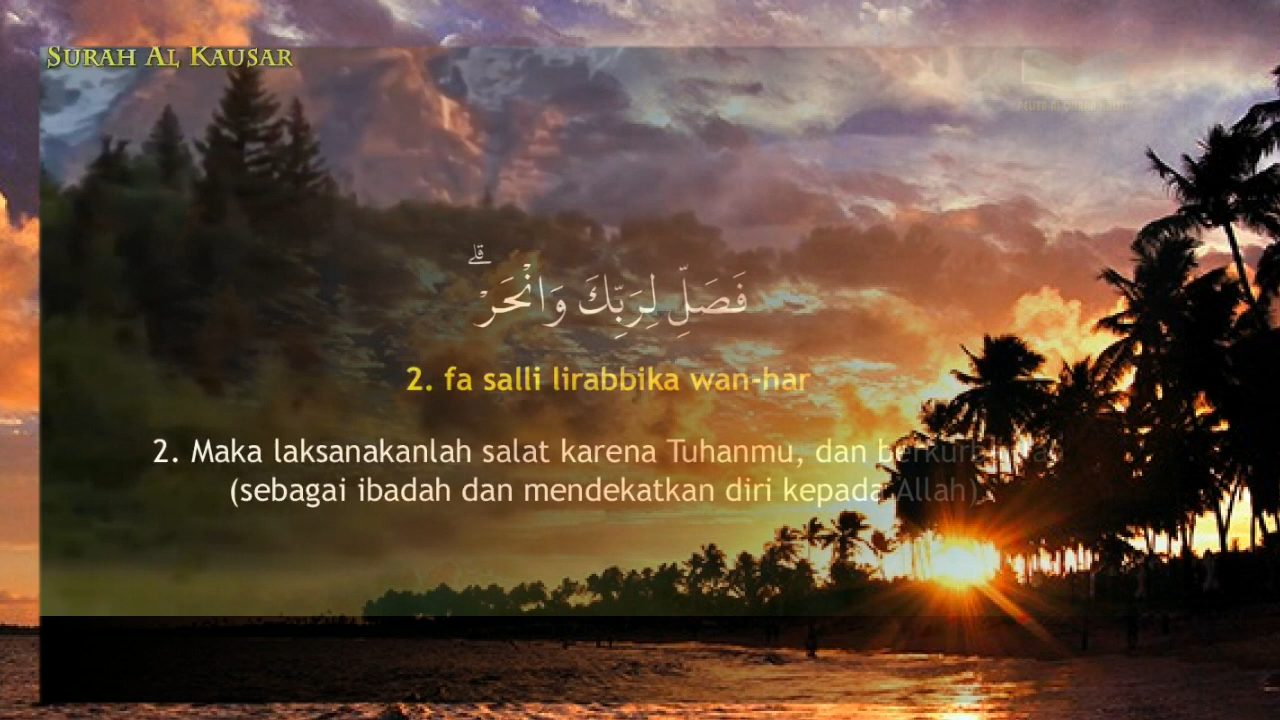 SURAH AL KAUSAR
فَصَلِّ لِرَبِّكَ وَانْحَرْ ۗ
2. fa salli lirabbika wan-har
2. Maka laksanakanlah salat karena Tuhanmu, dan
(sebagai ibadah dan mendekatkan diri kepada Allah).